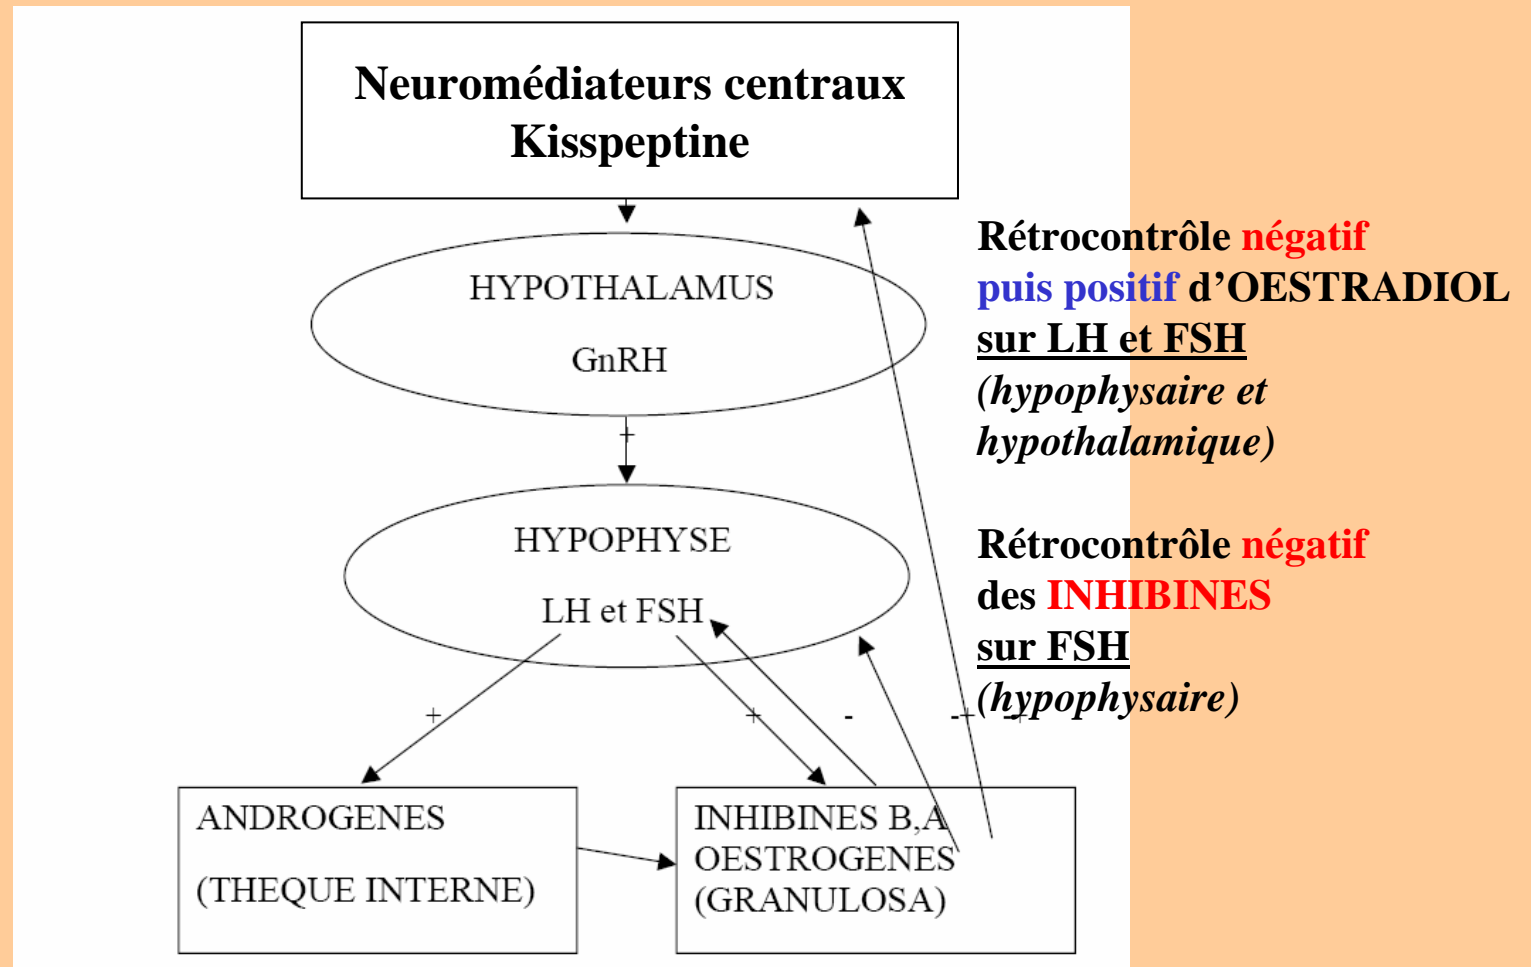 Neuromédiateurs centraux
Kisspeptine
HYPOTHALAMUS
GnRH
+
HYPOPHYSE
LH et FSH
+
+
-
-+
-+
ANDROGENES
(THEQUE INTERNE)
INHIBINES B,A
OESTROGENES
(GRANULOSA)
Rétrocontrôle négatif
puis positif d’OESTRADIOL
sur LH et FSH
(hypophysaire et
hypothalamique)
Rétrocontrôle négatif
des INHIBINES
sur FSH
(hypophysaire)